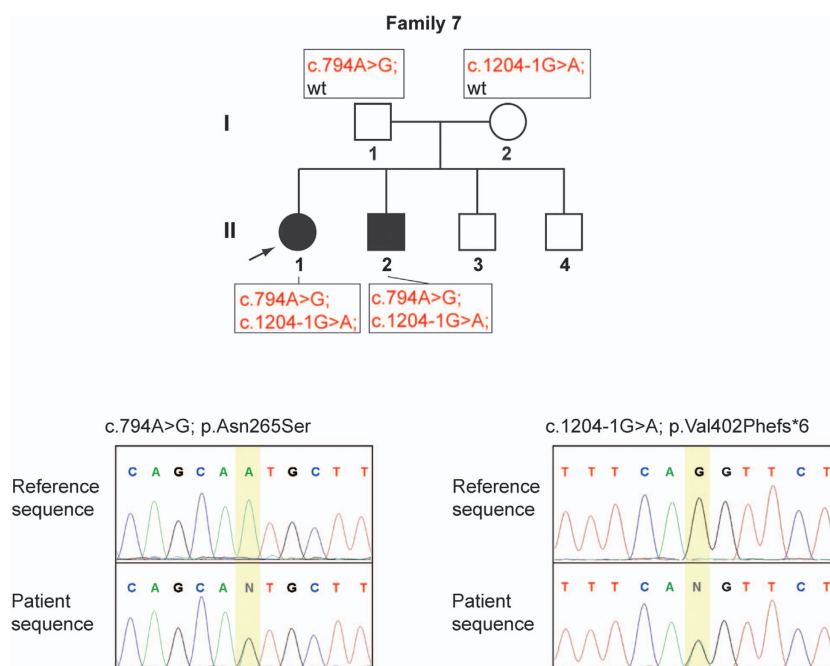 Family 7
c.794A>G;
wt
c.1204-1G>A;
wt
I
1
2
II
1
2
3
4
c.794A>G;
c.1204-1G>A;
c.794A>G;
c.1204-1G>A;
c.794A>G; p.Asn265Ser
Reference
sequence
C A G C A A T G C T T
Patient
sequence
C A G C A N T G C T T
c.1204-1G>A; p.Val402Phefs*6
Reference
sequence
T T T C A G G T T C T
Patient
sequence
T T T C A N G T T C T